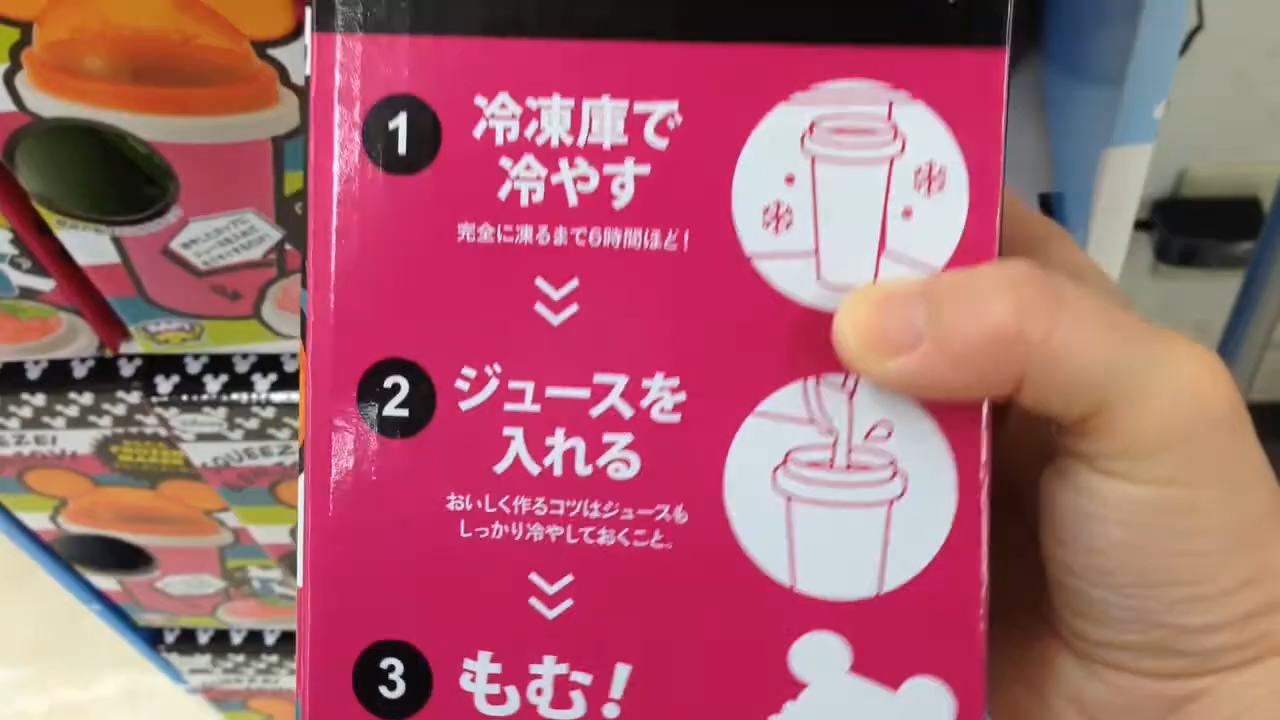 1
冷凍庫で
冷やす
完全に凍るまで6時間ほど!
2
ジュースを
入れる
おいしく作るコツはジュースも
しっかり冷やしておくこと。
3
もむ!